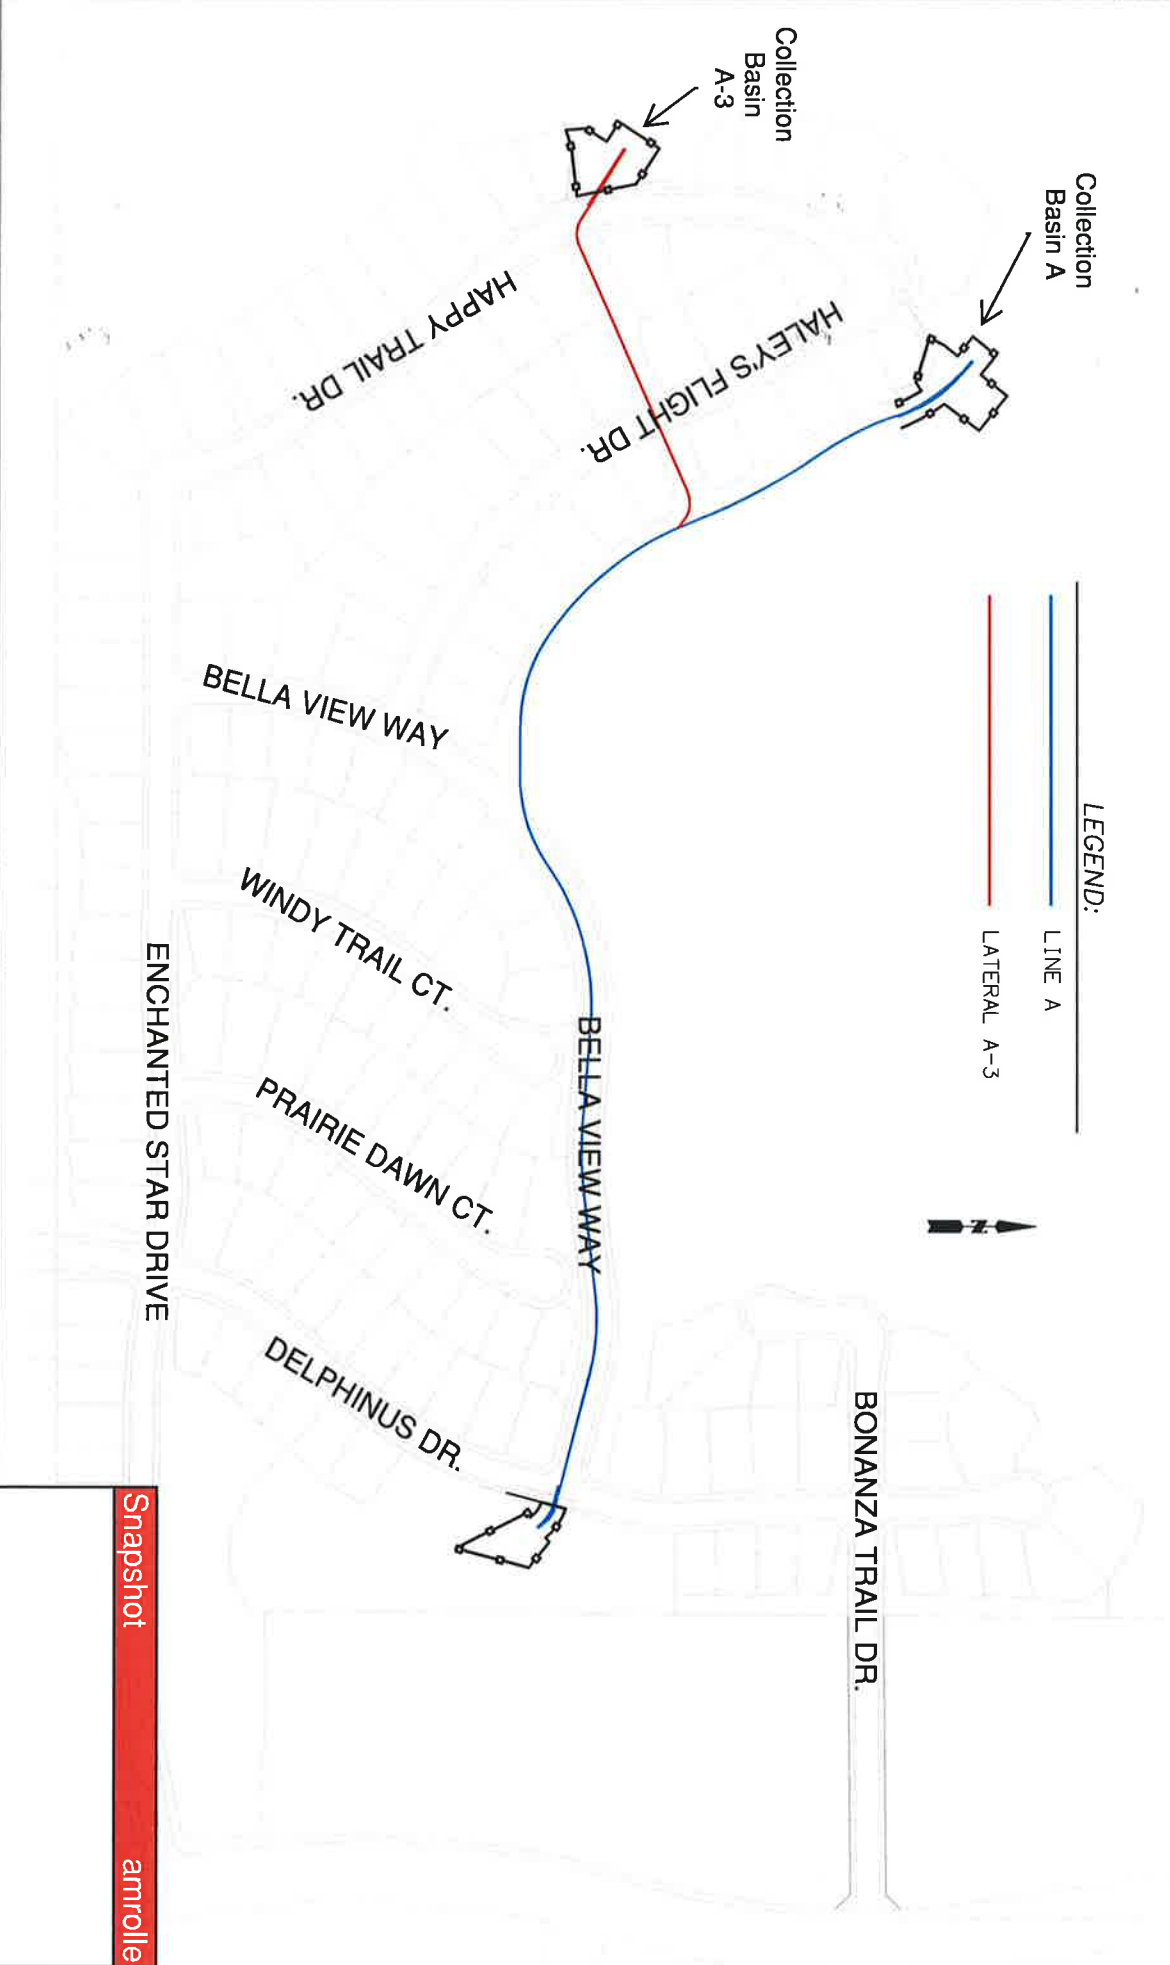 Collection
Basin
A-3
Collection
Basin A
LEGEND:
LINE A
LATERAL A-3
N
HAPPY TRAIL DR.
HALEY'S FLIGHT DR.
BELLA VIEW WAY
WINDY TRAIL CT.
PRAIRIE DAWN CT.
DELPHINUS DR.
ENCHANTED STAR DRIVE
BELLA VIEW WAY
BONANZA TRAIL DR.
Snapshot amrolle